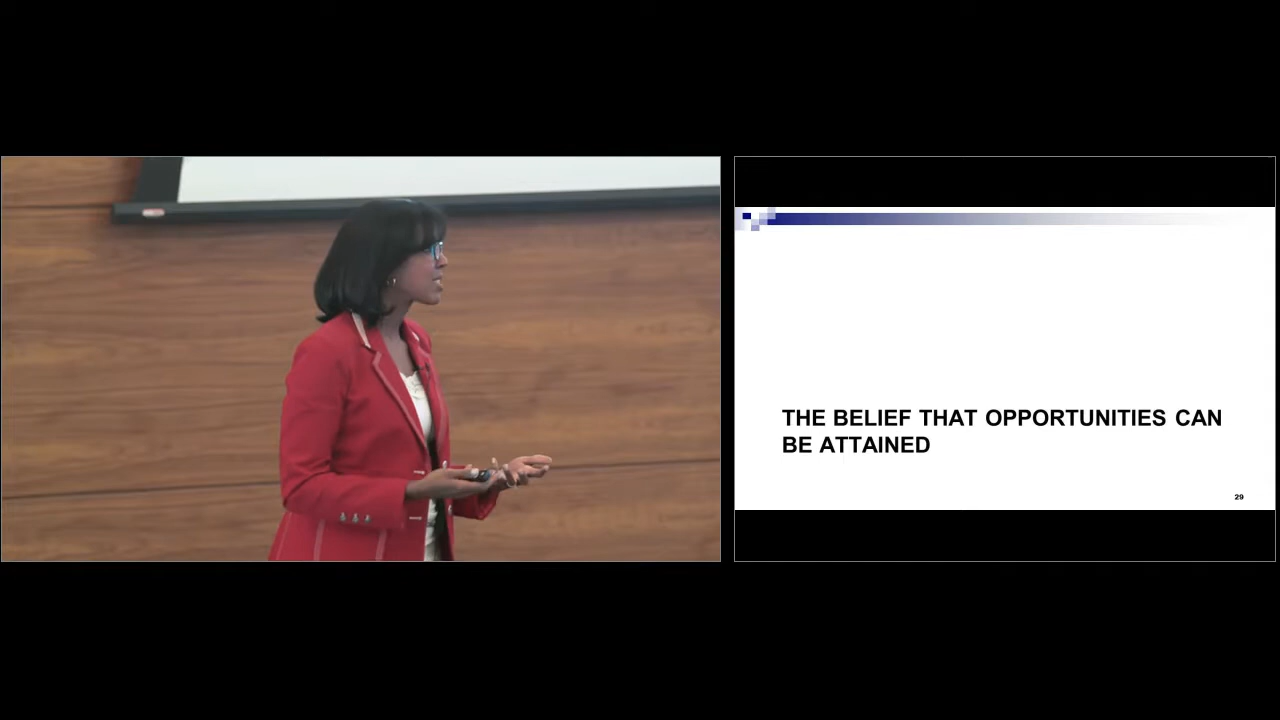 THE BELIEF THAT OPPORTUNITIES CAN
BE ATTAINED
29